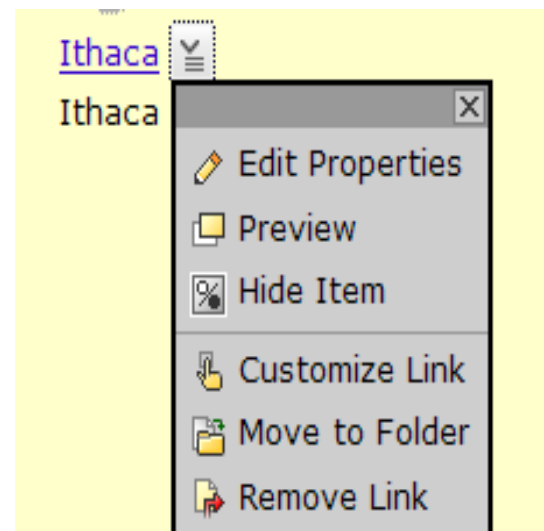 Ithaca
Ithaca
Edit Properties
Preview
Hide Item
Customize Link
Move to Folder
Remove Link